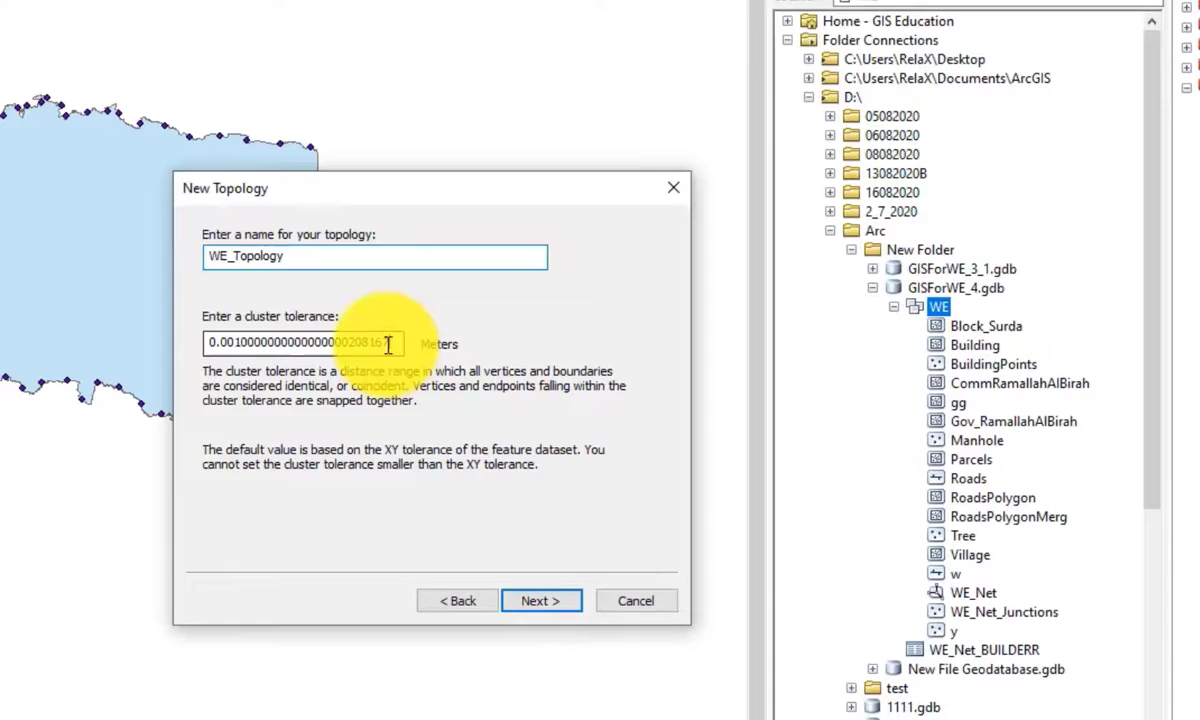 New Topology
Enter a name for your topology:
WE_Topology
Enter a cluster tolerance:
0.0010000000000000000208167
Meters
The cluster tolerance is a distance range in which all vertices and boundaries
are considered identical, or coincident. Vertices and endpoints falling within the
cluster tolerance are snapped together.
The default value is based on the XY tolerance of the feature dataset. You
cannot set the cluster tolerance smaller than the XY tolerance.
< Back
Next >
Cancel
Home - GIS Education
Folder Connections
C:\Users\RelaX\Desktop
C:\Users\RelaX\Documents\ArcGIS
D:\
05082020
06082020
08082020
13082020B
16082020
2_7_2020
Arc
New Folder
GISForWE_3_1.gdb
GISForWE_4.gdb
WE
Block_Surda
Building
BuildingPoints
CommRamallahAlBirah
gg
Gov_RamallahAlBirah
Manhole
Parcels
Roads
RoadsPolygon
RoadsPolygonMerg
Tree
Village
w
WE_Net
WE_Net_Junctions
y
WE_Net_BUILDERR
New File Geodatabase.gdb
test
1111.gdb